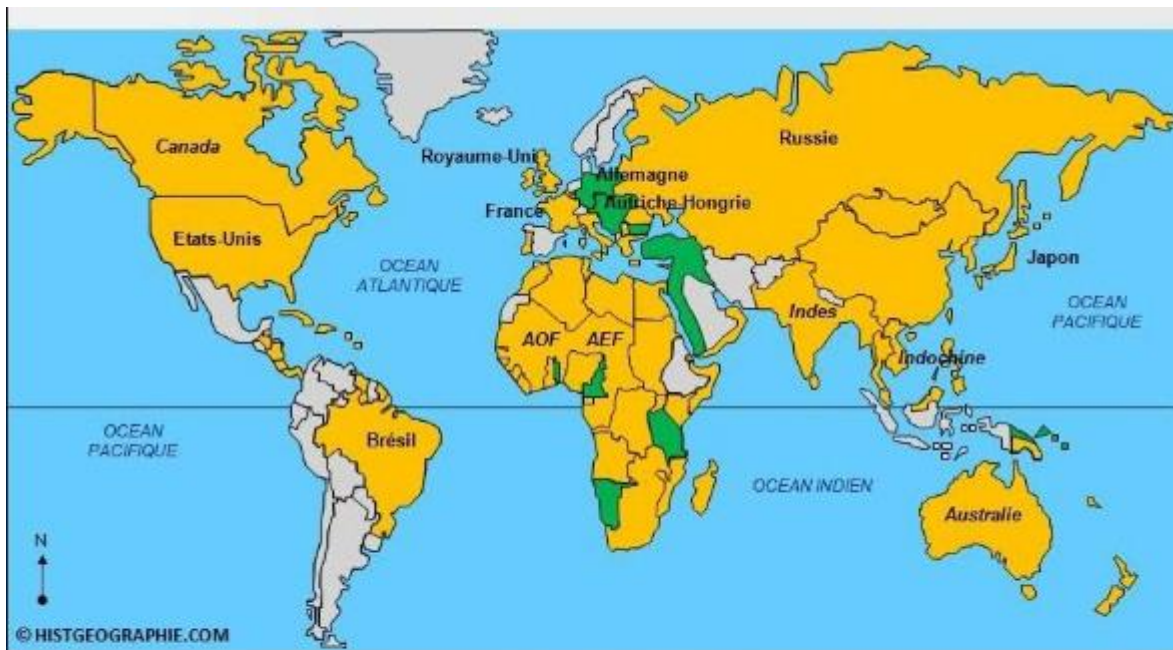 Canada
Royaume-Uni
Russie
Allemagne
Autriche-Hongrie
France
Etats-Unis
OCEAN
ATLANTIQUE
Japon
OCEAN
PACIFIQUE
Indes
AOF
AEF
Indochine
OCEAN
PACIFIQUE
Brésil
OCEAN INDIEN
Australie
N
© HISTGEOGRAPHIE.COM